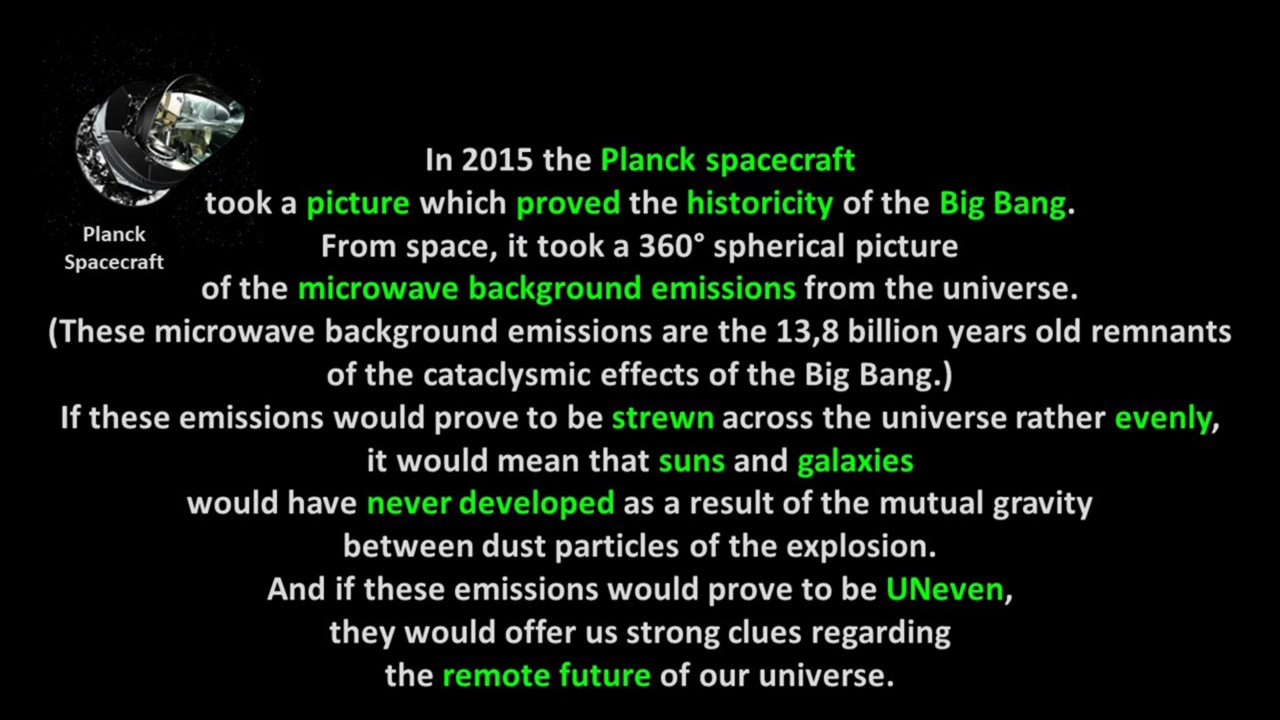 Planck
Spacecraft
In 2015 the Planck spacecraft
took a picture which proved the historicity of the Big Bang.
From space, it took a 360° spherical picture
of the microwave background emissions from the universe.
(These microwave background emissions are the 13,8 billion years old remnants
of the cataclysmic effects of the Big Bang.)
If these emissions would prove to be strewn across the universe rather evenly,
it would mean that suns and galaxies
would have never developed as a result of the mutual gravity
between dust particles of the explosion.
And if these emissions would prove to be UNeven,
they would offer us strong clues regarding
the remote future of our universe.